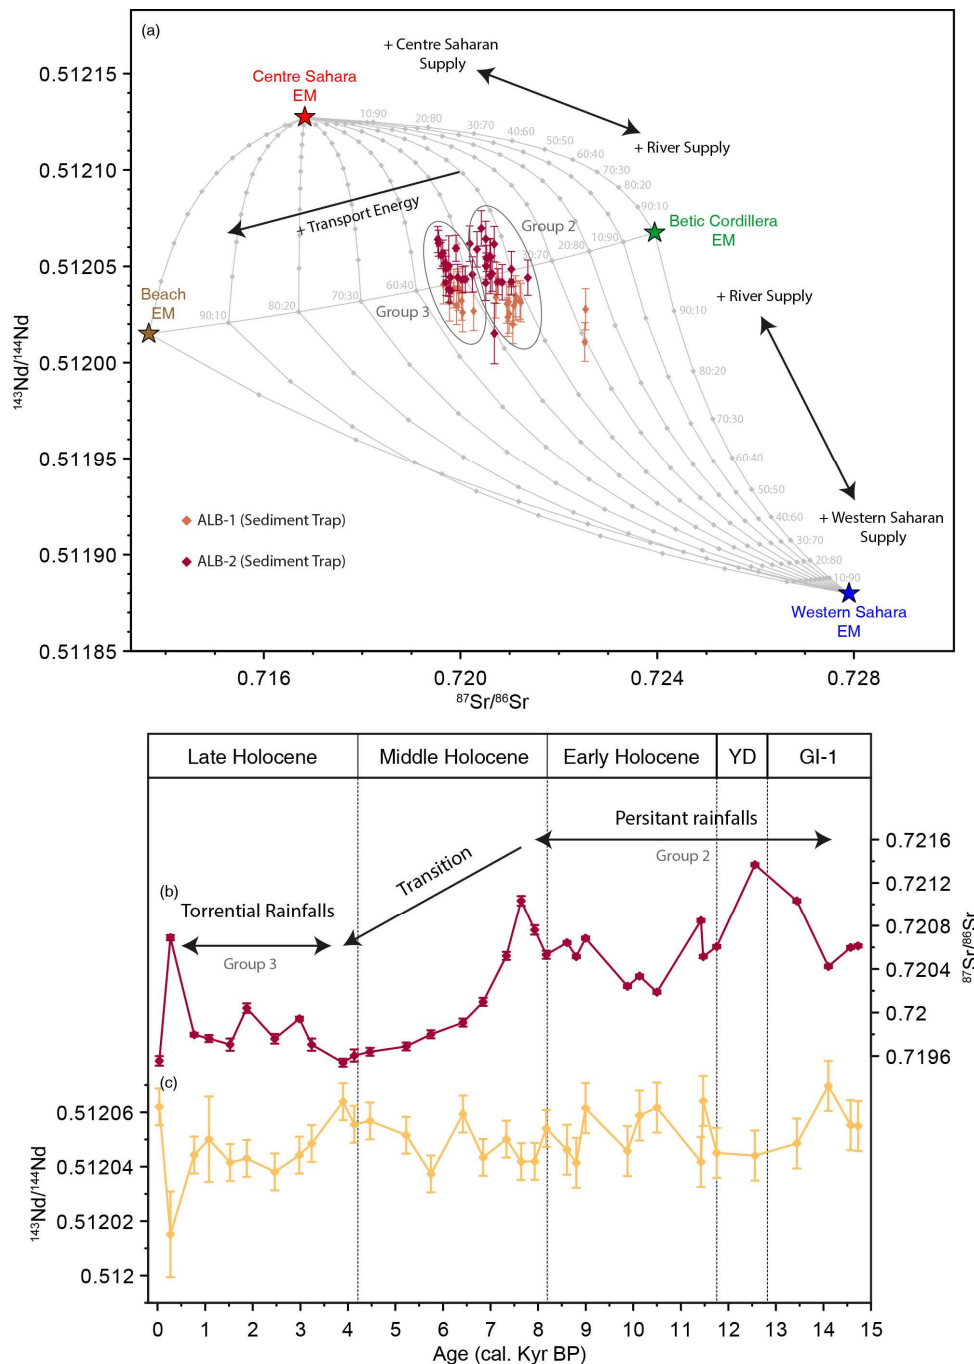 (a)
+ Centre Saharan
Supply
0.51215
Centre Sahara
EM
10:90
20:80
30:70
40:60
50:50
60:40
70:30
80:20
90:10
+ River Supply
0.51210
+ Transport Energy
Group 2
Betic Cordillera
EM
10:90
20:80
30:70
0.51205
60:40
70:30
80:20
90:10
Group 3
Beach
EM
+ River Supply
90:10
80:20
70:30
60:40
50:50
40:60
30:70
20:80
10:90
0.51200
0.51195
0.51190
0.51185
143Nd/144Nd
ALB-1 (Sediment Trap)
ALB-2 (Sediment Trap)
+ Western Saharan
Supply
Western Sahara
EM
0.716
0.720
0.724
0.728
87Sr/86Sr
Late Holocene
Middle Holocene
Early Holocene
YD
GI-1
Persitant rainfalls
Group 2
Transition
(b)
Torrential Rainfalls
Group 3
0.7216
0.7212
0.7208
0.7204
0.72
0.7196
87Sr/86Sr
(c)
0.51206
0.51204
0.51202
0.512
143Nd/144Nd
0 1 2 3 4 5 6 7 8 9 10 11 12 13 14 15
Age (cal. Kyr BP)